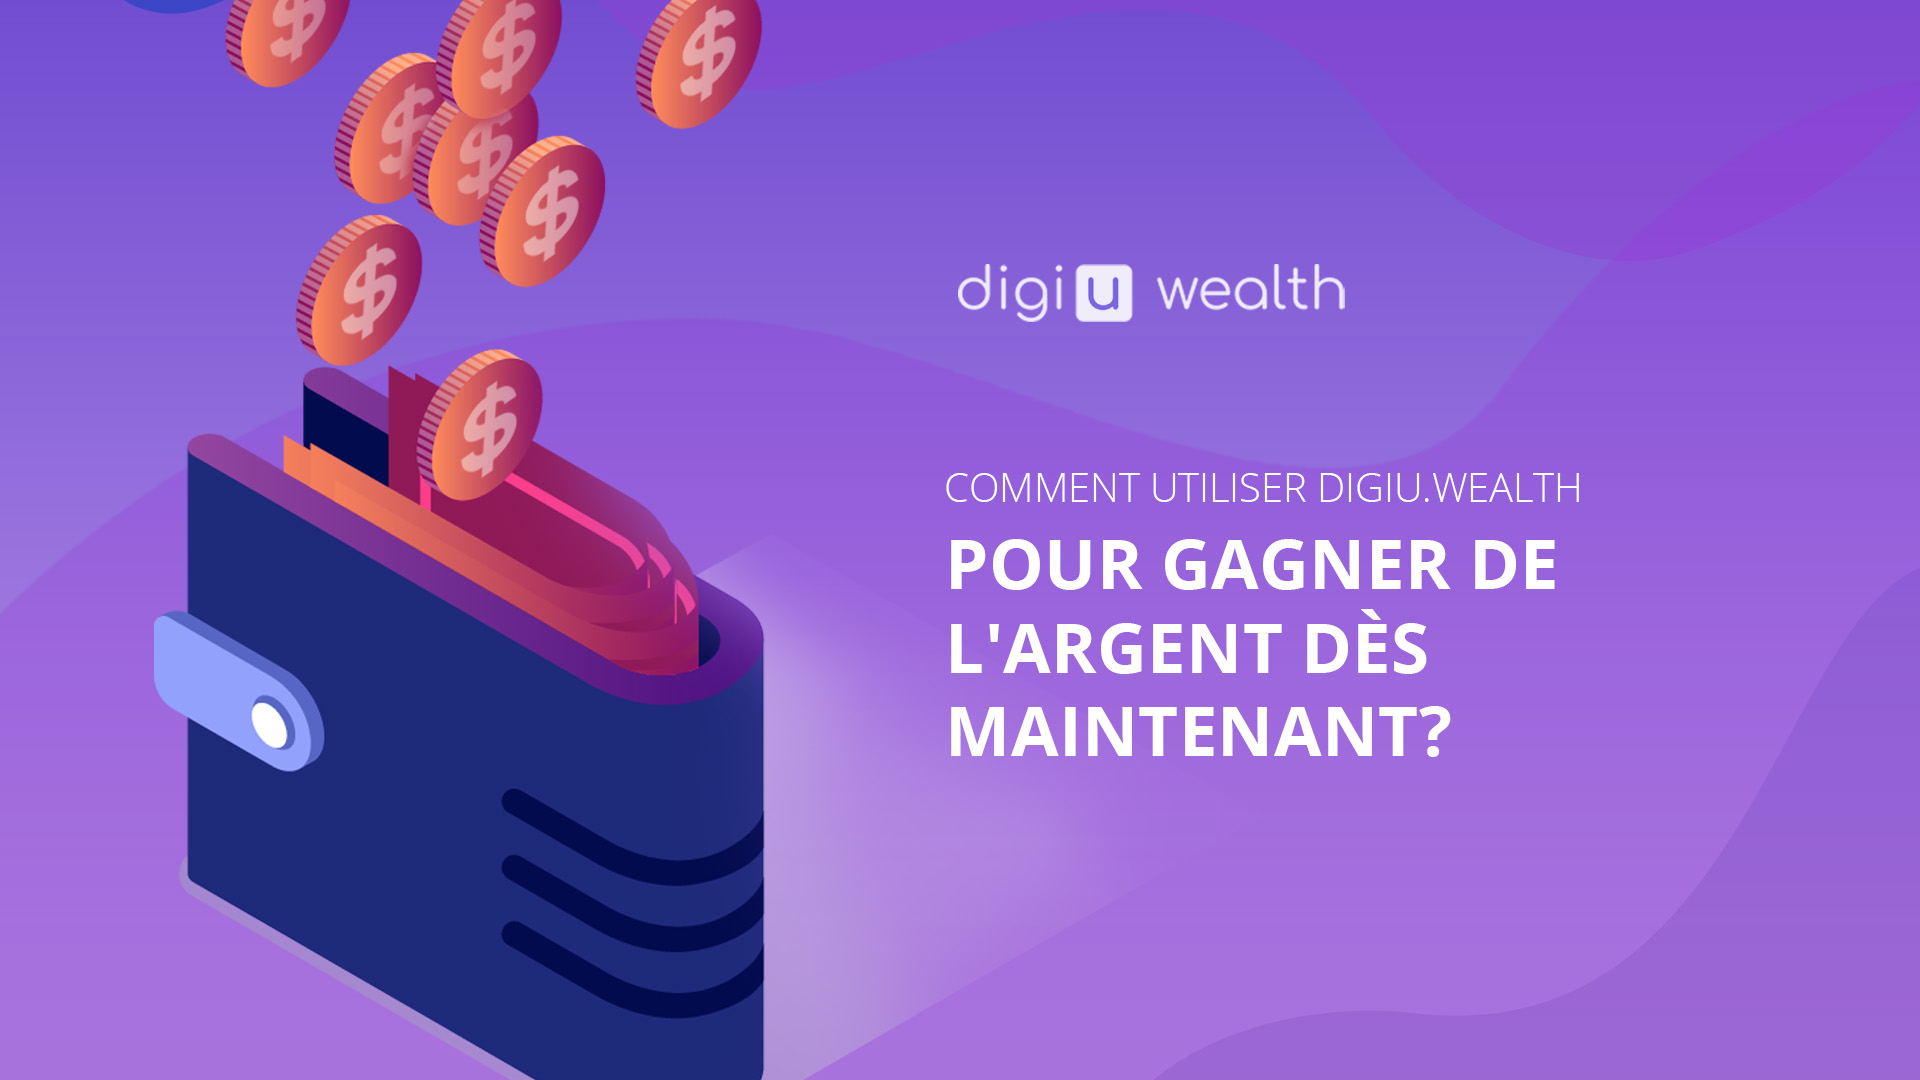 digi u wealth
COMMENT UTILISER DIGIU.WEALTH
POUR GAGNER DE
L'ARGENT DÈS
MAINTENANT?